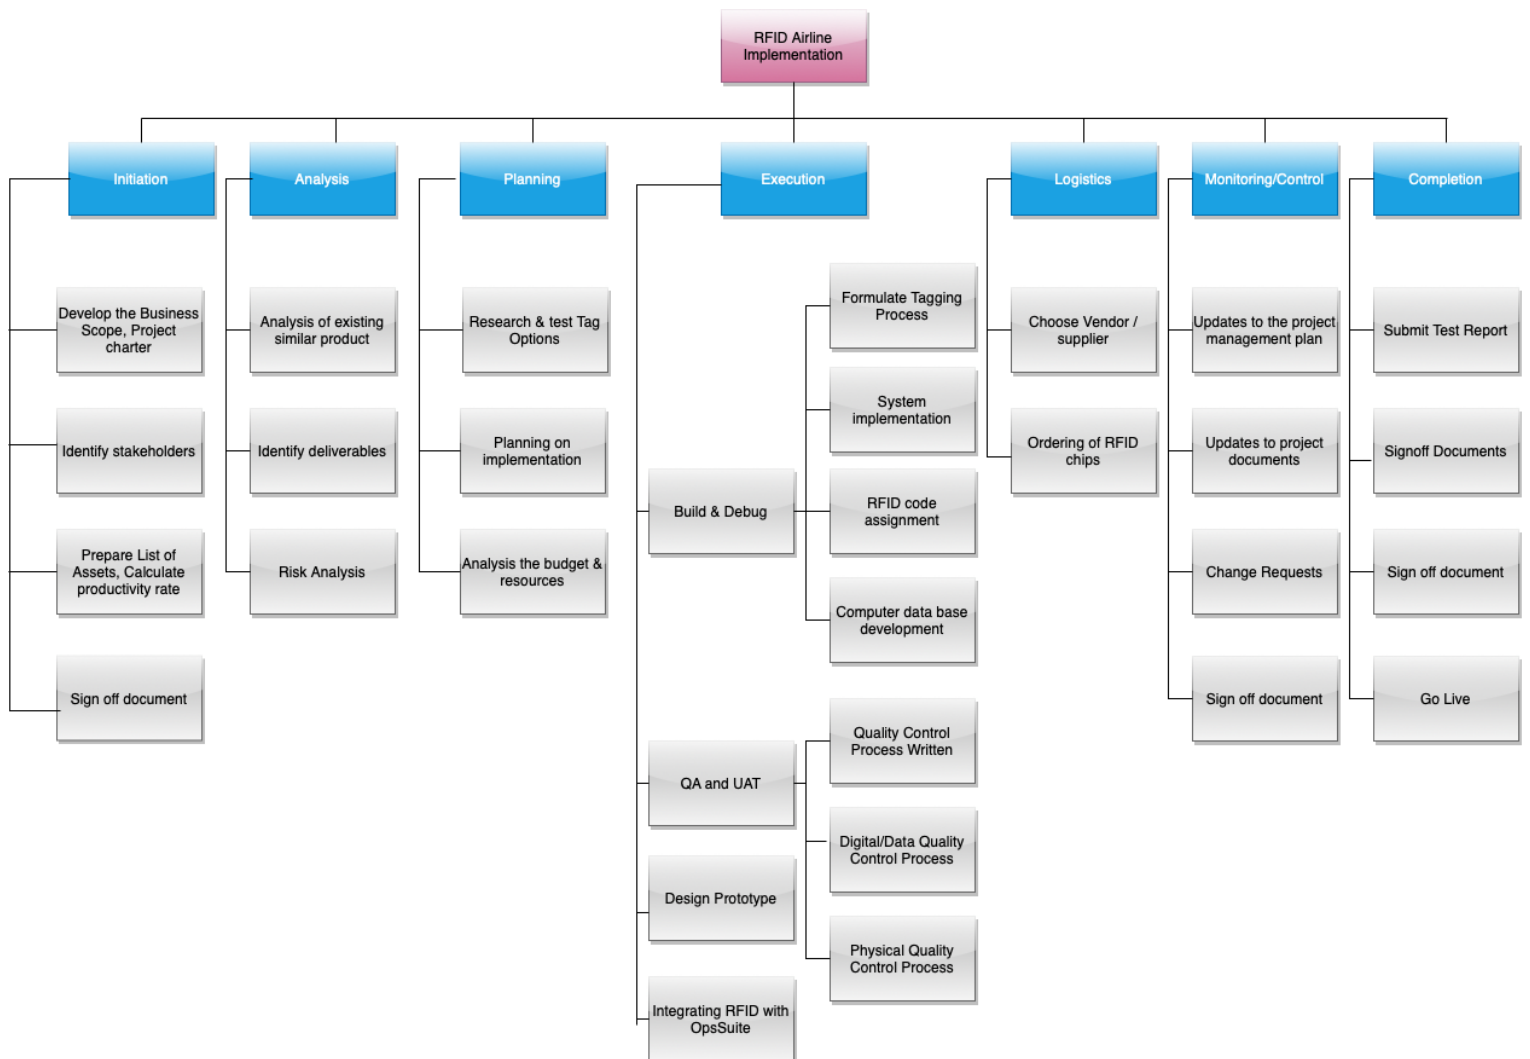 RFID Airline
Implementation
Initiation
Analysis
Planning
Execution
Logistics
Monitoring/Control
Completion
Develop the Business
Scope, Project
charter
Identify stakeholders
Prepare List of
Assets, Calculate
productivity rate
Sign off document
Analysis of existing
similar product
Identify deliverables
Risk Analysis
Research & test Tag
Options
Planning on
implementation
Analysis the budget &
resources
Build & Debug
Formulate Tagging
Process
System
implementation
RFID code
assignment
Computer data base
development
QA and UAT
Quality Control
Process Written
Digital/Data Quality
Control Process
Physical Quality
Control Process
Design Prototype
Integrating RFID with
OpsSuite
Choose Vendor /
supplier
Ordering of RFID
chips
Updates to the project
management plan
Updates to project
documents
Change Requests
Sign off document
Submit Test Report
Signoff Documents
Sign off document
Go Live